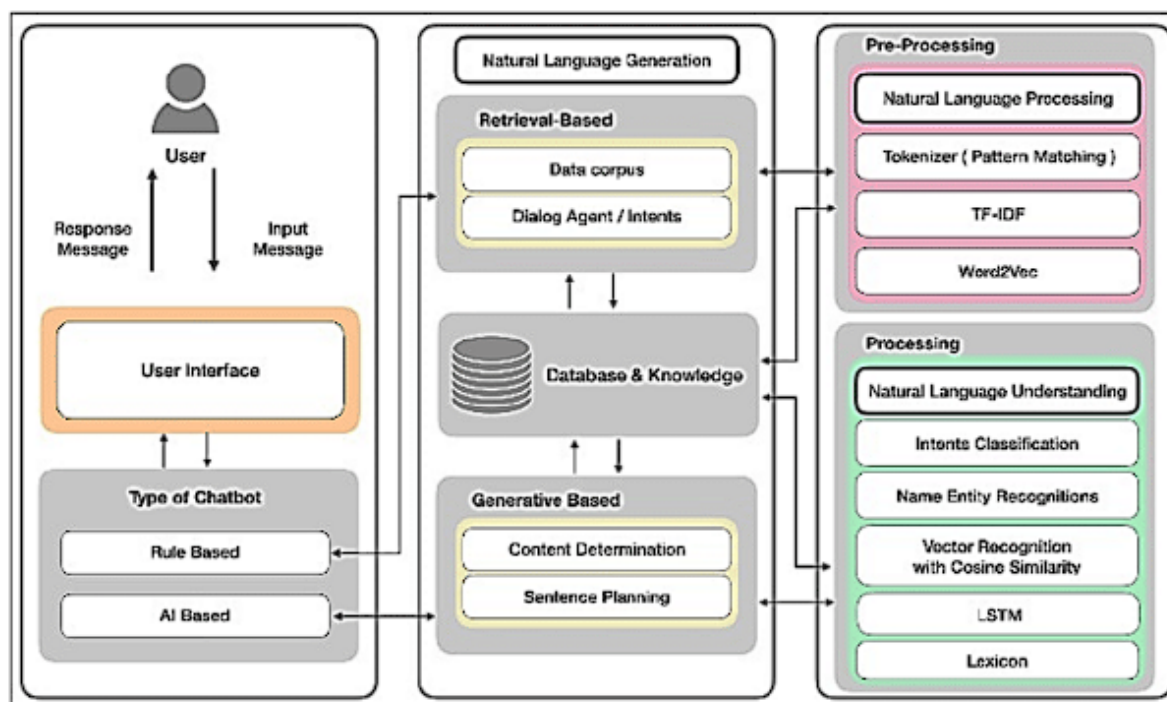 User
Response
Message
Input
Message
User Interface
Type of Chatbot
Rule Based
AI Based
Natural Language Generation
Retrieval-Based
Data corpus
Dialog Agent / Intents
Database & Knowledge
Generative Based
Content Determination
Sentence Planning
Pre-Processing
Natural Language Processing
Tokenizer ( Pattern Matching )
TF-IDF
Word2Vec
Processing
Natural Language Understanding
Intents Classification
Name Entity Recognitions
Vector Recognition
with Cosine Similarity
LSTM
Lexicon